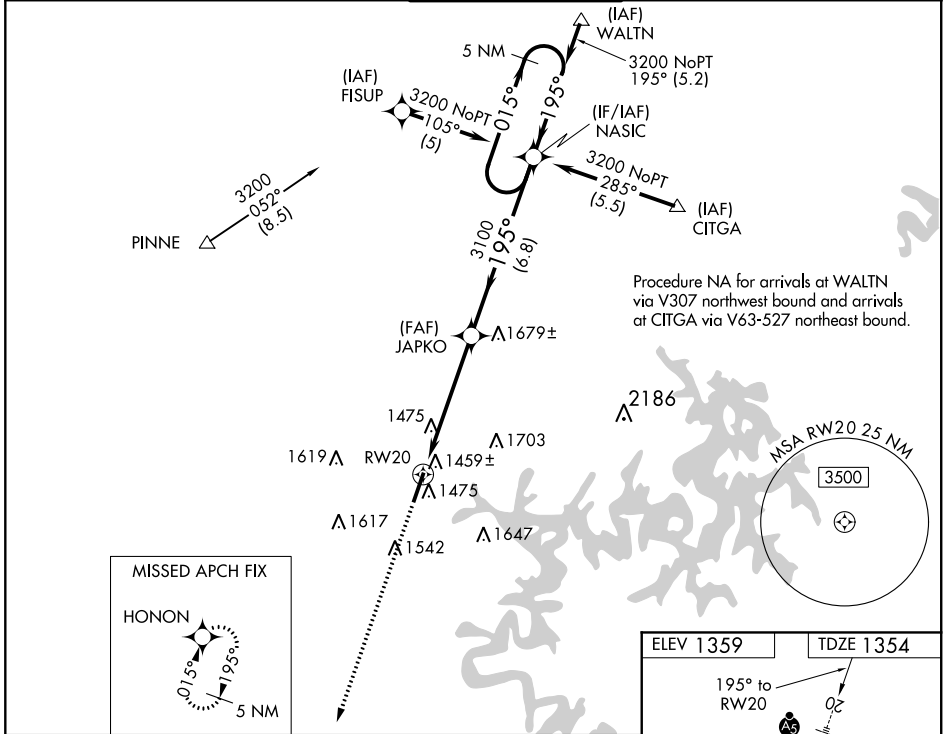 (IAF)
WALTN
5 NM
3200 NoPT
195° (5.2)
(IAF)
FISUP
3200 NoPT
105°
(5)
015°
195°
(IF/IAF)
NASIC
3200 NoPT
285°
(5.5)
(IAF)
CITGA
3200
052°
(8.5)
PINNE
3100
195°
(6.8)
Procedure NA for arrivals at WALTN
via V307 northwest bound and arrivals
at CITGA via V63-527 northeast bound.
(FAF)
JAPKO
1679±
2186
1475
1703
1619
RW20
1459±
1475
1617
1542
1647
MSA RW20 25 NM
3500
MISSED APCH FIX
HONON
015°
195°
5 NM
ELEV 1359
TDZE 1354
195° to
RW20
20
A5